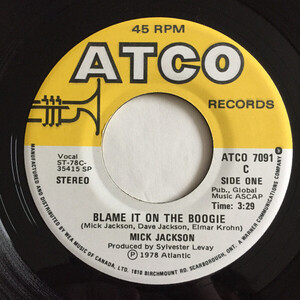 45 RPM
ATCO
RECORDS
Vocal
ST-78C-
35415 SP
STEREO
ATCO 7091
C
SIDE ONE
Pub., Global
Music ASCAP
Time: 3:29
BLAME IT ON THE BOOGIE
(Mick Jackson, Dave Jackson, Elmar Krohn)
MICK JACKSON
Produced by Sylvester Levay
Ⓟ 1978 Atlantic
MANUFACTURED AND DISTRIBUTED BY WEA MUSIC OF CANADA, LTD. 1810 BIRCHMOUNT RD. SCARBOROUGH, ONT. A WARNER COMMUNICATIONS COMPANY